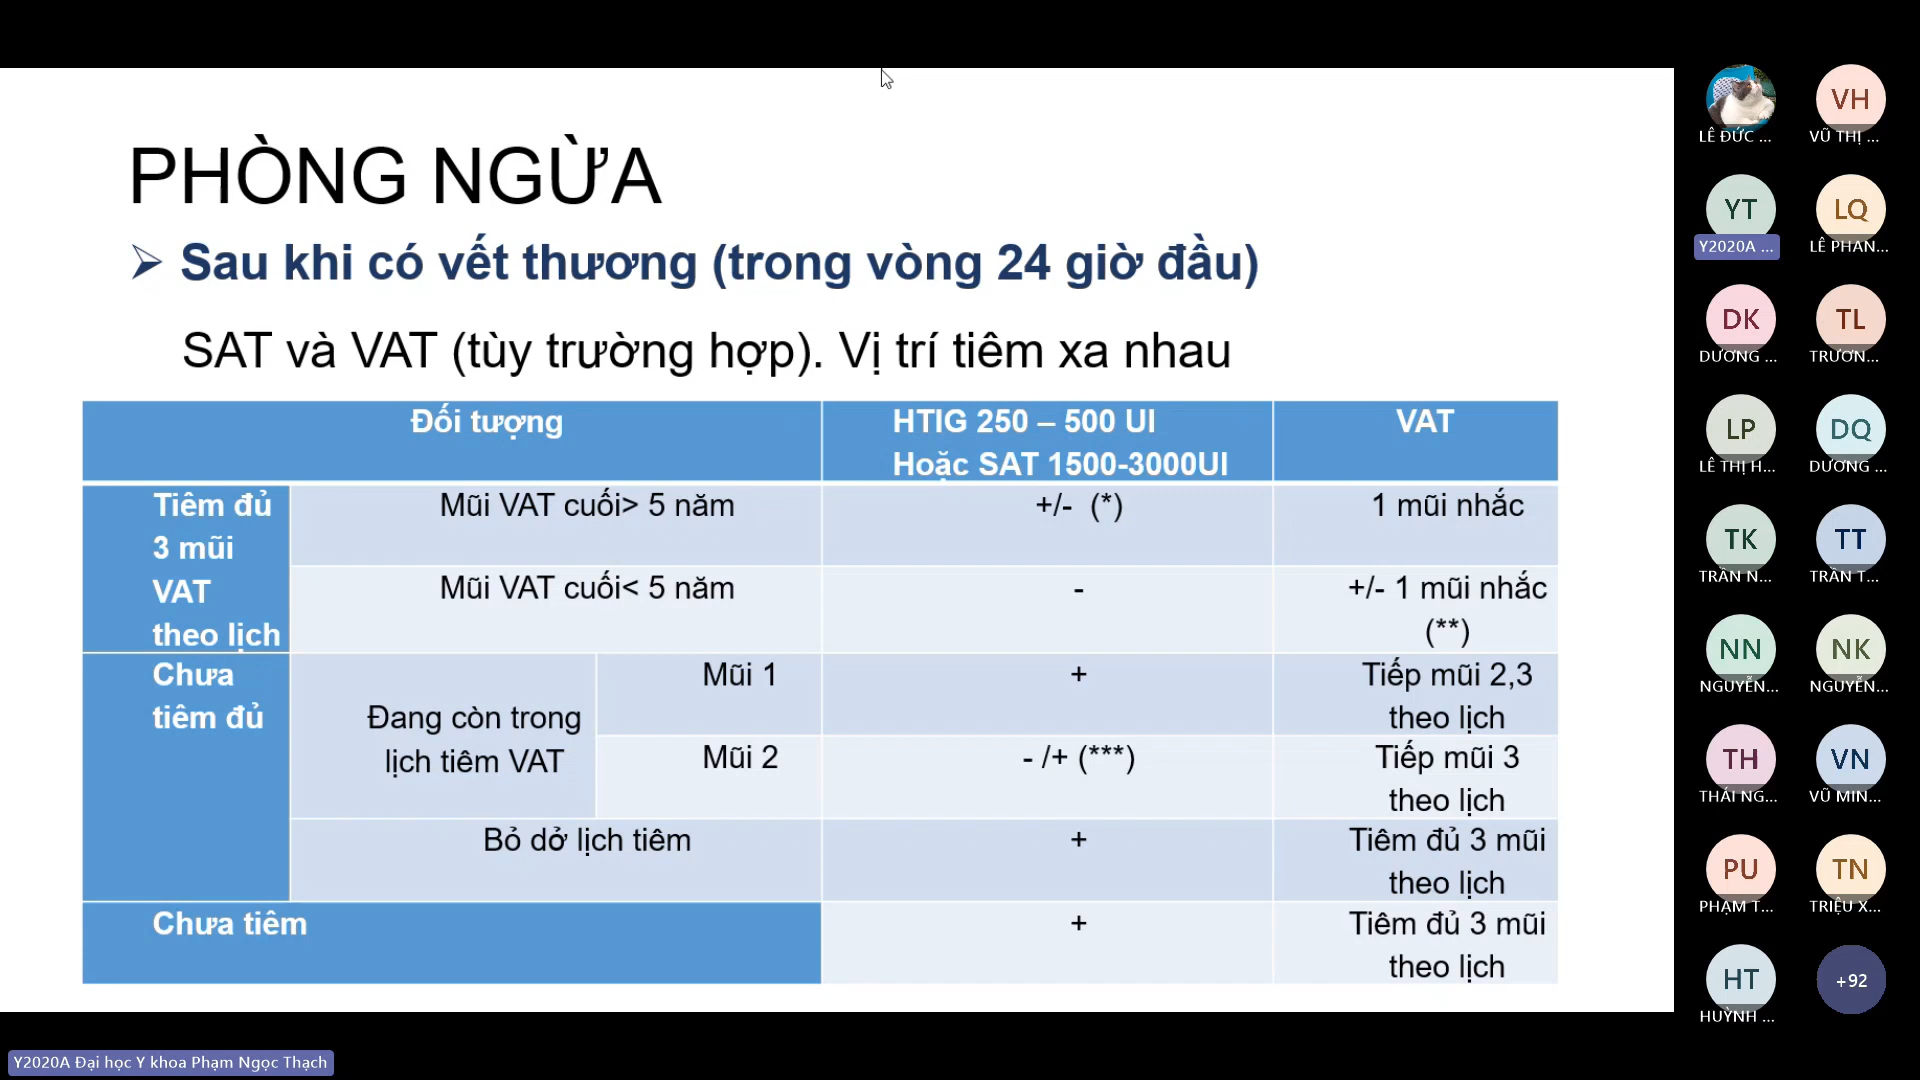 PHÒNG NGỪA
➢ Sau khi có vết thương (trong vòng 24 giờ đầu)
SAT và VAT (tùy trường hợp). Vị trí tiêm xa nhau
Đối tượng
HTIG 250 – 500 UI
Hoặc SAT 1500-3000UI
VAT
Tiêm đủ
3 mũi
VAT
theo lịch
Mũi VAT cuối> 5 năm
+/- (*)
1 mũi nhắc
Mũi VAT cuối< 5 năm
-
+/- 1 mũi nhắc
(**)
Chưa
tiêm đủ
Đang còn trong
lịch tiêm VAT
Mũi 1
+
Tiếp mũi 2,3
theo lịch
Mũi 2
- /+ (***)
Tiếp mũi 3
theo lịch
Bỏ dở lịch tiêm
+
Tiêm đủ 3 mũi
theo lịch
Chưa tiêm
+
Tiêm đủ 3 mũi
theo lịch
LÊ ĐỨC ...
VH
VŨ THỊ ...
YT
Y2020A ...
LQ
LÊ PHAN...
DK
DƯƠNG ...
TL
TRƯƠN...
LP
LÊ THỊ H...
DQ
DƯƠNG ...
TK
TRẦN N...
TT
TRẦN T...
NN
NGUYỄN...
NK
NGUYỄN...
TH
THÁI NG...
VN
VŨ MIN...
PU
PHẠM T...
TN
TRIỆU X...
HT
HUỲNH ...
+92
Y2020A Đại học Y khoa Phạm Ngọc Thạch